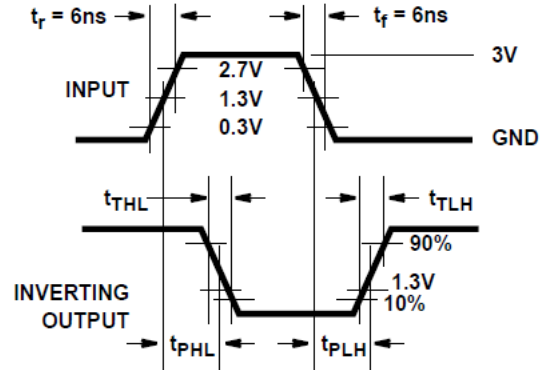 tr = 6ns
tf = 6ns
3V
2.7V
INPUT
1.3V
0.3V
GND
tTHL
tTLH
90%
1.3V
INVERTING
OUTPUT
10%
tPHL
tPLH